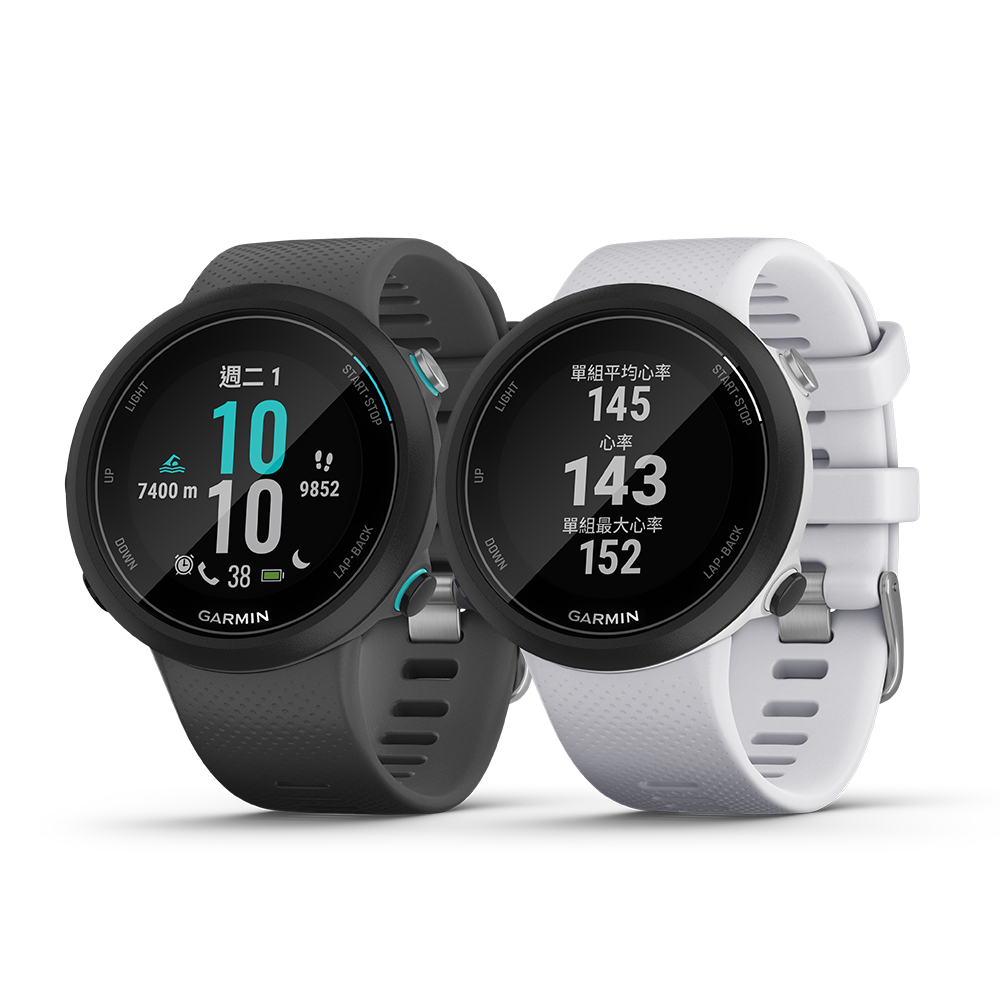 LIGHT
UP
DOWN
START•STOP
LAP•BACK
週二 1
10
7400 m
9852
10
38
GARMIN
LIGHT
UP
DOWN
START•STOP
LAP•BACK
單組平均心率
145
心率
143
單組最大心率
152
GARMIN